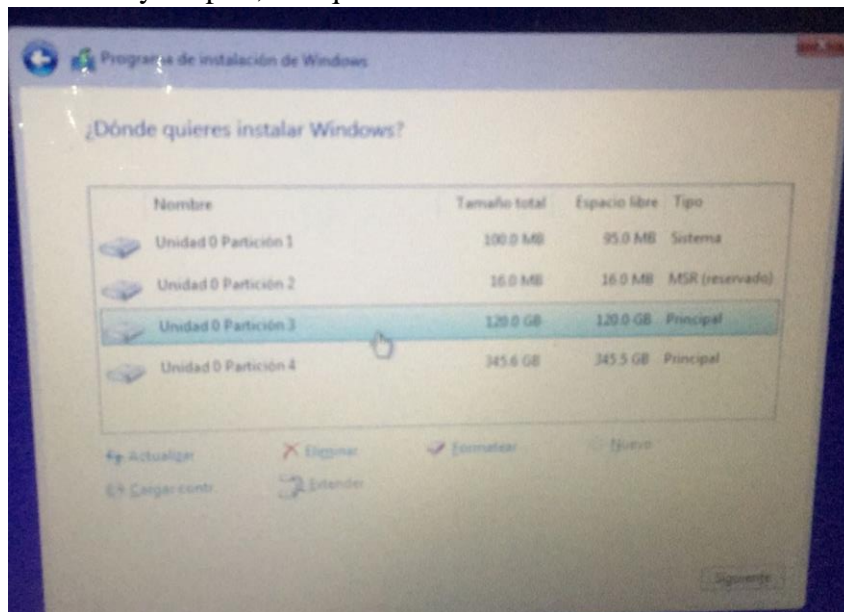 Programa de instalación de Windows
¿Dónde quieres instalar Windows?
Nombre Tamaño total Espacio libre Tipo
Unidad 0 Partición 1 100.0 MB 95.0 MB Sistema
Unidad 0 Partición 2 16.0 MB 16.0 MB MSR (reservado)
Unidad 0 Partición 3 120.0 GB 120.0 GB Principal
Unidad 0 Partición 4 345.6 GB 345.5 GB Principal
Actualizar Eliminar Formatear Nuevo
Cargar contr. Extender
Siguiente